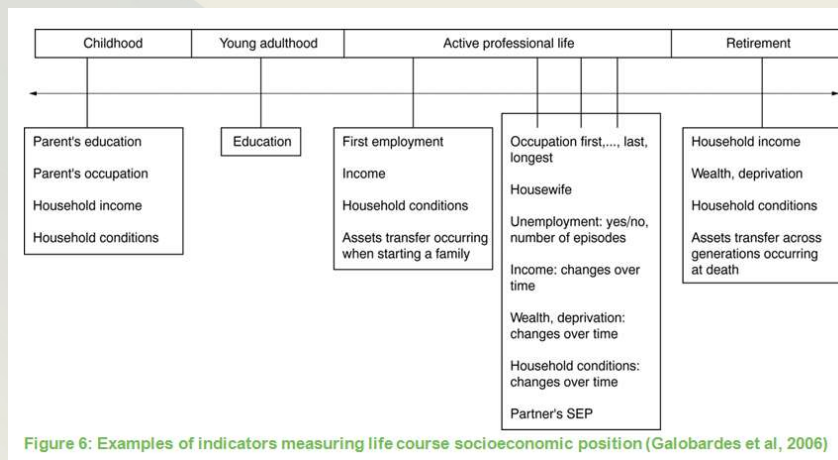 Childhood
Young adulthood
Active professional life
Retirement
Parent's education
Parent's occupation
Household income
Household conditions
Education
First employment
Income
Household conditions
Assets transfer occurring
when starting a family
Occupation first,..., last,
longest
Housewife
Unemployment: yes/no,
number of episodes
Income: changes over
time
Wealth, deprivation:
changes over time
Household conditions:
changes over time
Partner's SEP
Household income
Wealth, deprivation
Household conditions
Assets transfer across
generations occurring
at death
Figure 6: Examples of indicators measuring life course socioeconomic position (Galobardes et al, 2006)